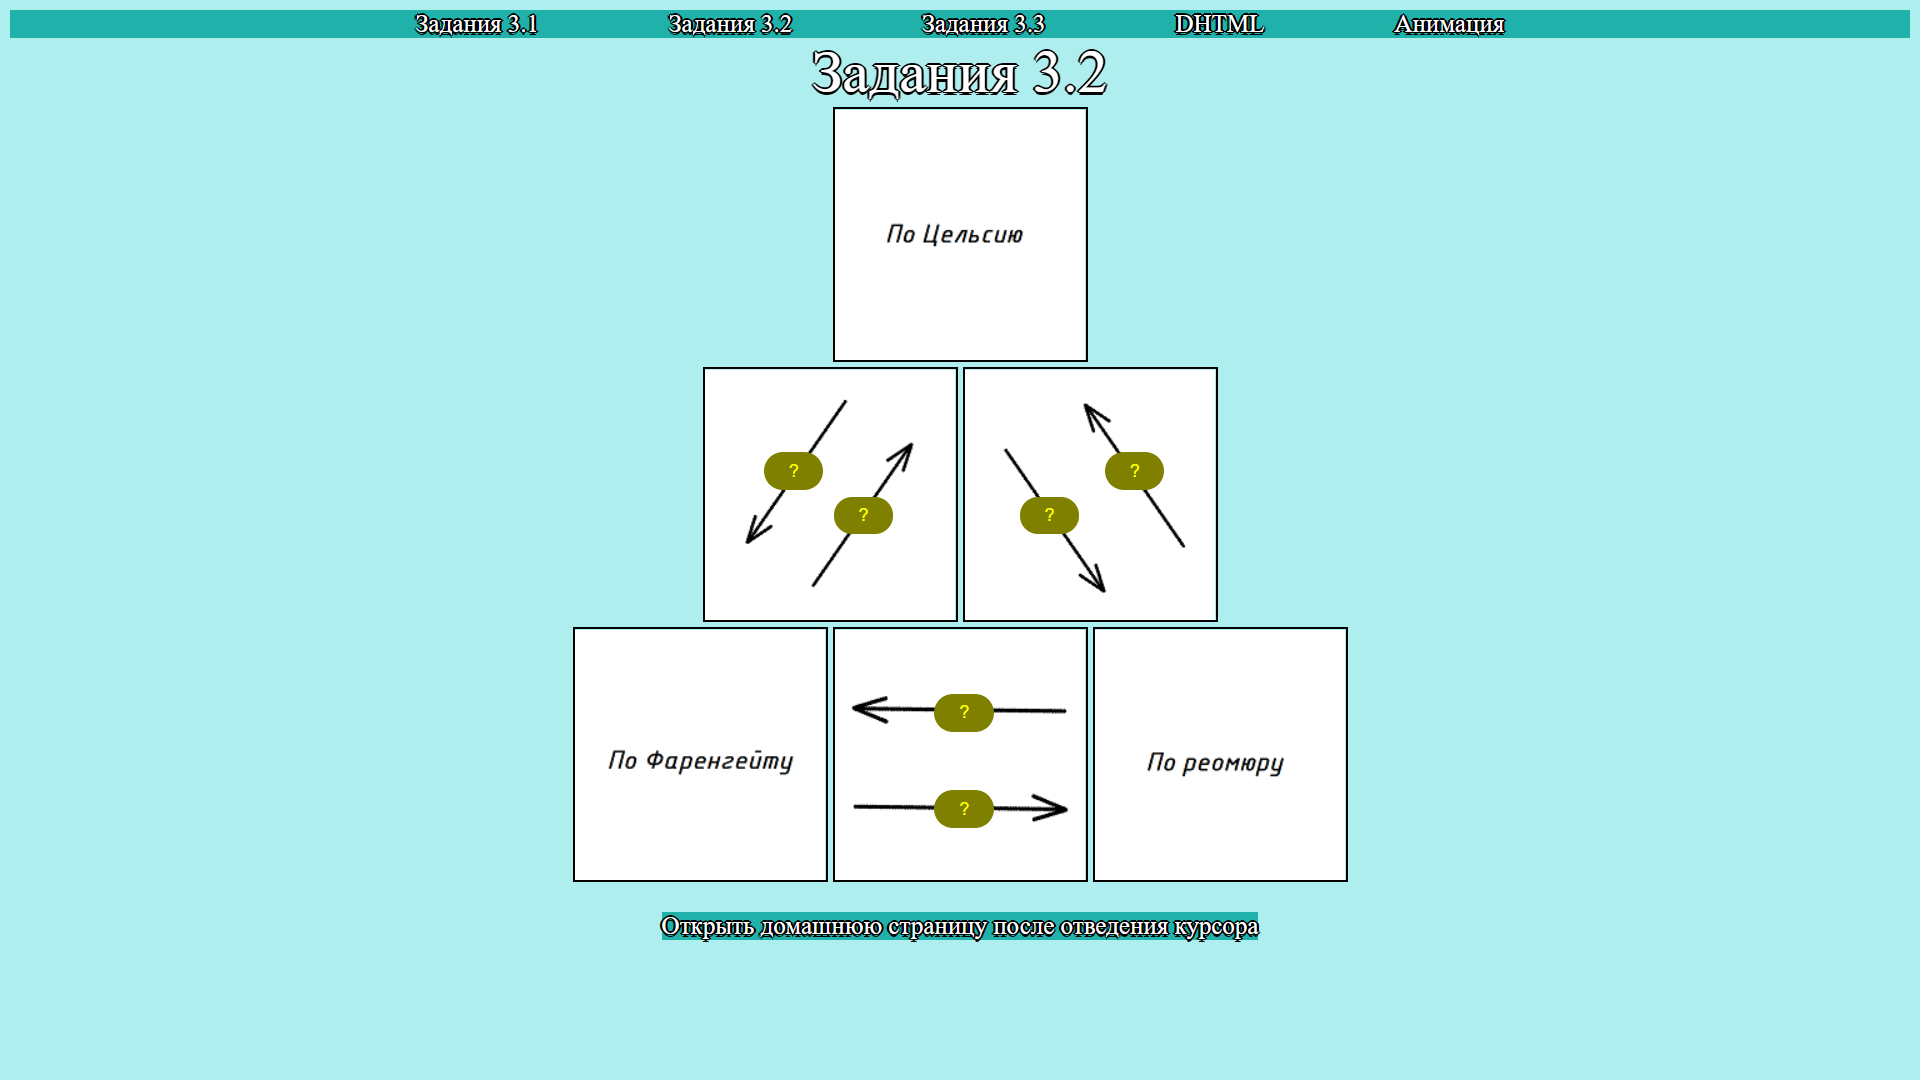 Задания 3.1 Задания 3.2 Задания 3.3 DHTML Анимация
Задания 3.2
По Цельсию
? ?
? ?
По Фаренгейту
?
?
По реомюру
Открыть домашнюю страницу после отведения курсора